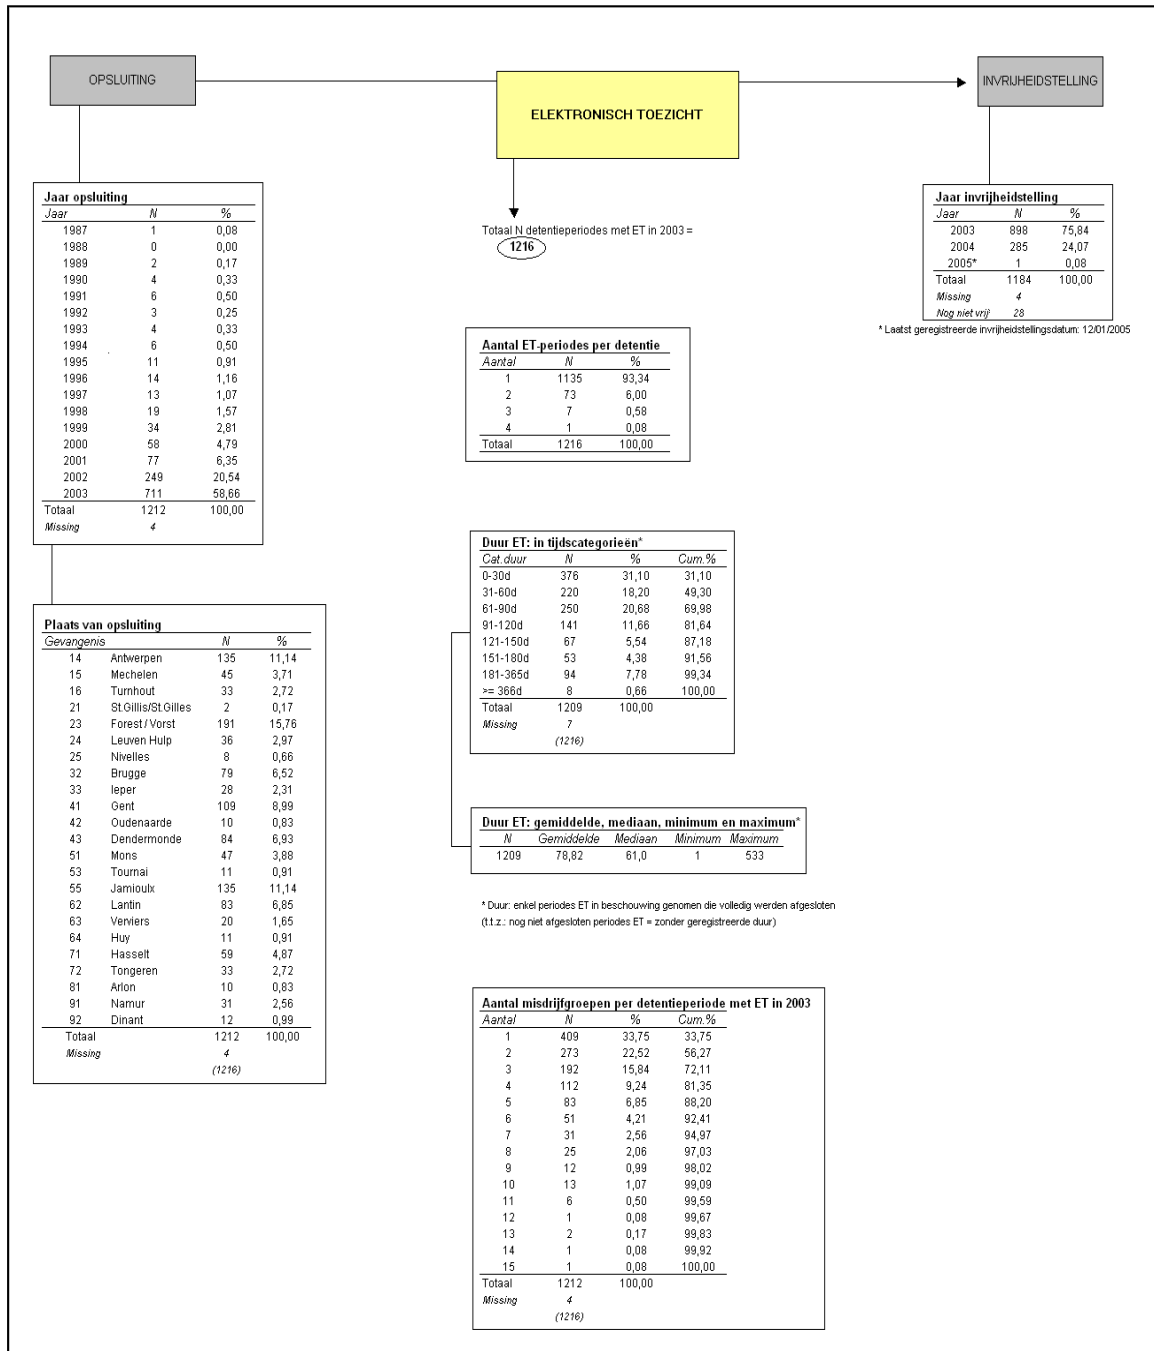 OPSLUITING
ELEKTRONISCH TOEZICHT
INVRIJHEIDSTELLING
Jaar opsluiting
Jaar N %
1987 1 0,08
1988 0 0,00
1989 2 0,17
1990 4 0,33
1991 6 0,50
1992 3 0,25
1993 4 0,33
1994 6 0,50
1995 11 0,91
1996 14 1,16
1997 13 1,07
1998 19 1,57
1999 34 2,81
2000 58 4,79
2001 77 6,35
2002 249 20,54
2003 711 58,66
Totaal 1212 100,00
Missing 4
Plaats van opsluiting
Gevangenis N %
14 Antwerpen 135 11,14
15 Mechelen 45 3,71
16 Turnhout 33 2,72
21 St.Gillis/St.Gilles 2 0,17
23 Forest / Vorst 191 15,76
24 Leuven Hulp 36 2,97
25 Nivelles 8 0,66
32 Brugge 79 6,52
33 Ieper 28 2,31
41 Gent 109 8,99
42 Oudenaarde 10 0,83
43 Dendermonde 84 6,93
51 Mons 47 3,88
53 Tournai 11 0,91
55 Jamioulx 135 11,14
62 Lantin 83 6,85
63 Verviers 20 1,65
64 Huy 11 0,91
71 Hasselt 59 4,87
72 Tongeren 33 2,72
81 Arlon 10 0,83
91 Namur 31 2,56
92 Dinant 12 0,99
Totaal 1212 100,00
Missing 4
(1216)
Totaal N detentieperiodes met ET in 2003 =
1216
Aantal ET-periodes per detentie
Aantal N %
1 1135 93,34
2 73 6,00
3 7 0,58
4 1 0,08
Totaal 1216 100,00
Duur ET: in tijdscategorieën*
Cat.duur N % Cum.%
0-30d 376 31,10 31,10
31-60d 220 18,20 49,30
61-90d 250 20,68 69,98
91-120d 141 11,66 81,64
121-150d 67 5,54 87,18
151-180d 53 4,38 91,56
181-365d 94 7,78 99,34
>= 366d 8 0,66 100,00
Totaal 1209 100,00
Missing 7
(1216)
Duur ET: gemiddelde, mediaan, minimum en maximum*
N Gemiddelde Mediaan Minimum Maximum
1209 78,82 61,0 1 533
* Duur: enkel periodes ET in beschouwing genomen die volledig werden afgesloten
(t.t.z.: nog niet afgesloten periodes ET = zonder geregistreerde duur)
Aantal misdrijfgroepen per detentieperiode met ET in 2003
Aantal N % Cum.%
1 409 33,75 33,75
2 273 22,52 56,27
3 192 15,84 72,11
4 112 9,24 81,35
5 83 6,85 88,20
6 51 4,21 92,41
7 31 2,56 94,97
8 25 2,06 97,03
9 12 0,99 98,02
10 13 1,07 99,09
11 6 0,50 99,59
12 1 0,08 99,67
13 2 0,17 99,83
14 1 0,08 99,92
15 1 0,08 100,00
Totaal 1212 100,00
Missing 4
(1216)
Jaar invrijheidstelling
Jaar N %
2003 898 75,84
2004 285 24,07
2005* 1 0,08
Totaal 1184 100,00
Missing 4
Nog niet vrij 28
* Laatst geregistreerde invrijheidstellingsdatum: 12/01/2005